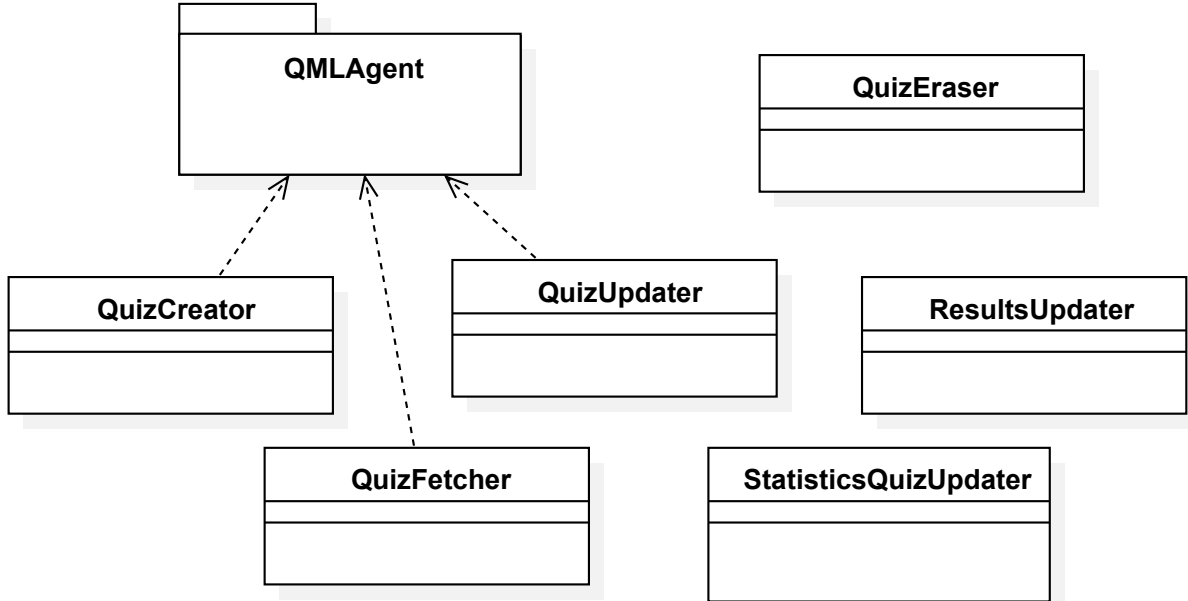 QMLAgent
QuizEraser
QuizCreator
QuizUpdater
ResultsUpdater
QuizFetcher
StatisticsQuizUpdater